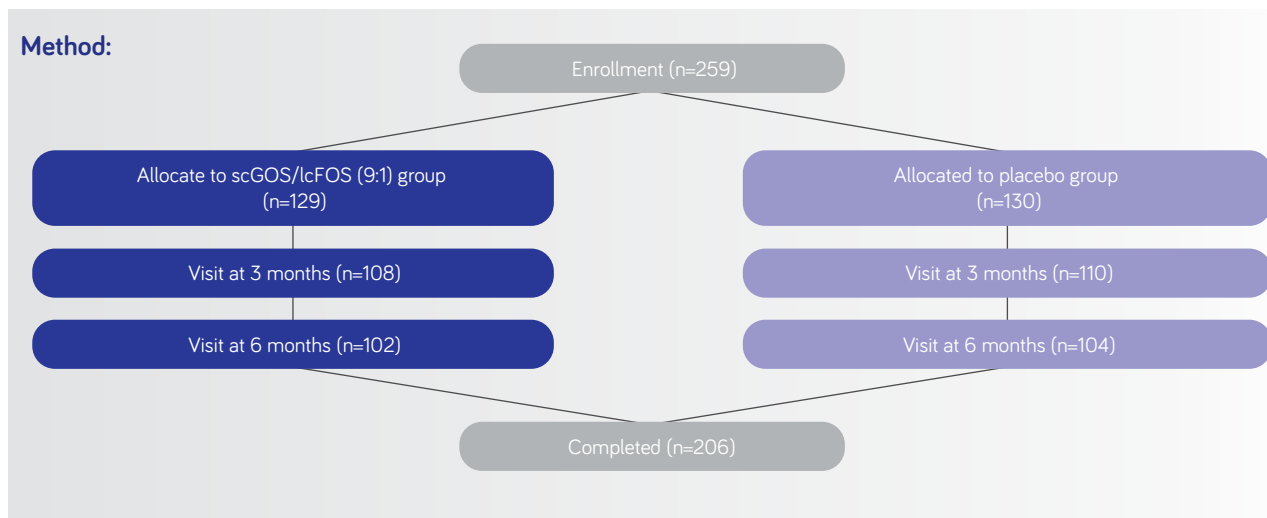 Method:
Enrollment (n=259)
Allocate to scGOS/lcFOS (9:1) group
(n=129)
Allocated to placebo group
(n=130)
Visit at 3 months (n=108)
Visit at 3 months (n=110)
Visit at 6 months (n=102)
Visit at 6 months (n=104)
Completed (n=206)